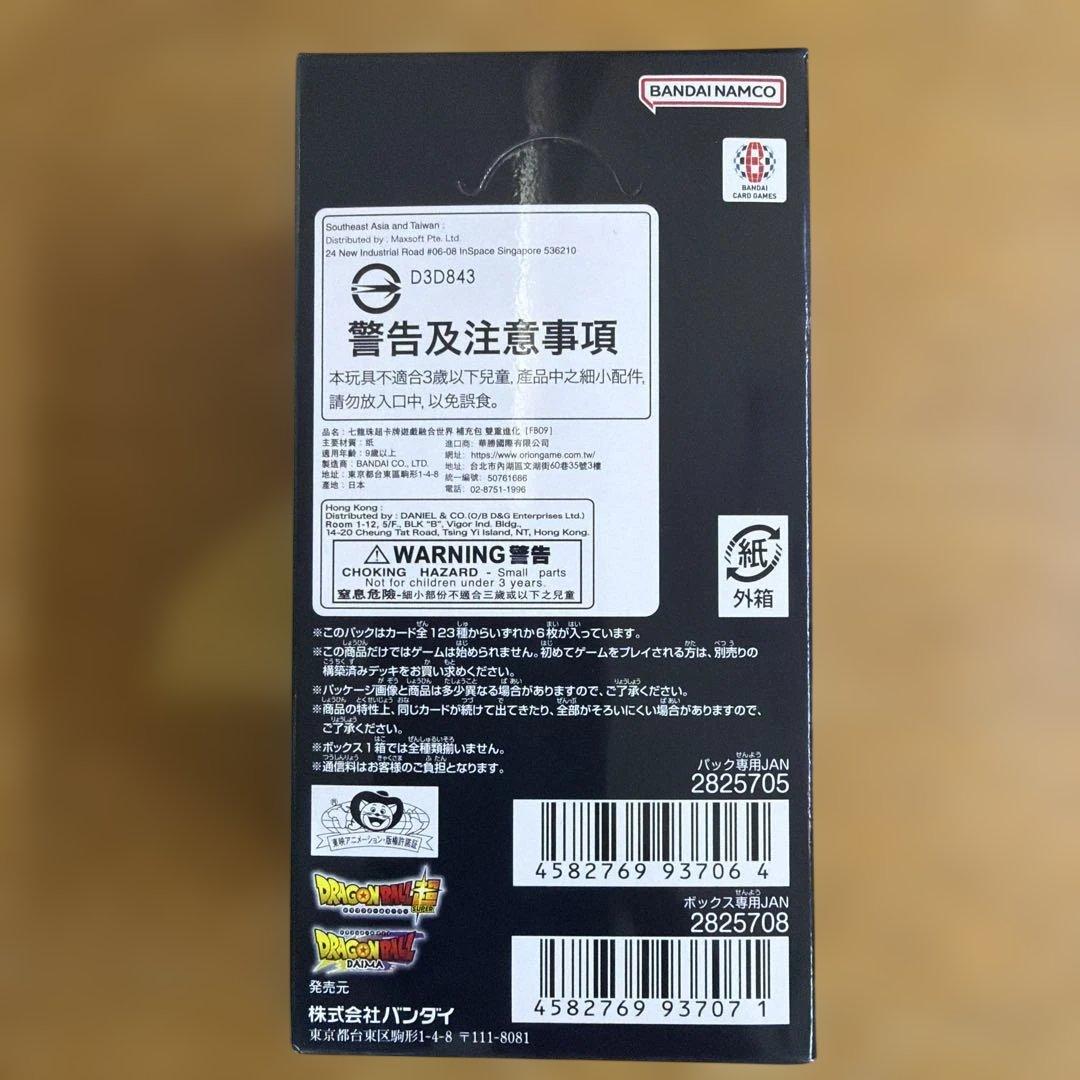 BANDAI NAMCO
BANDAI
CARD GAMES
Southeast Asia and Taiwan :
Distributed by : Maxsoft Pte. Ltd.
24 New Industrial Road #06-08 InSpace Singapore 536210
D3D843
警告及注意事項
本玩具不適合3歲以下兒童, 產品中之細小配件,
請勿放入口中, 以免誤食。
品名：七龍珠超卡牌遊戲融合世界 補充包 雙重進化 [FB09]
主要材質：紙
適用年齡：9歲以上
製造商：BANDAI CO., LTD.
地址：東京都台東區駒形1-4-8
產地：日本
進口商：華勝國際有限公司
網址：https://www.oriongame.com.tw/
地址：台北市內湖區文湖街60巷35號3樓
統一編號：50761686
電話：02-8751-1996
Hong Kong :
Distributed by : DANIEL & CO.(O/B D&G Enterprises Ltd.)
Room 1-12, 5/F., BLK "B", Vigor Ind. Bldg.,
14-20 Cheung Tat Road, Tsing Yi Island, NT, Hong Kong.
WARNING 警告
CHOKING HAZARD - Small parts
Not for children under 3 years.
窒息危險-細小部份不適合三歲或以下之兒童
紙
外箱
※このパックはカード全123種からいずれか6枚が入っています。
※この商品だけではゲームは始められません。初めてゲームをプレイされる方は、別売りの
構築済みデッキをお買い求めください。
※パッケージ画像と商品は多少異なる場合がありますので、ご了承ください。
※商品の特性上、同じカードが続けて出てきたり、全部がそろいにくい場合がありますので、
ご了承ください。
※ボックス1箱では全種類揃いません。
※通信料はお客様のご負担となります。
パック専用JAN
2825705
4582769 93706 4
ボックス専用JAN
2825708
4582769 93707 1
東映アニメーション・版権許諾証
DRAGON BALL超
SUPER
DRAGON BALL
DAIMA
発売元
株式会社バンダイ
東京都台東区駒形1-4-8 〒111-8081